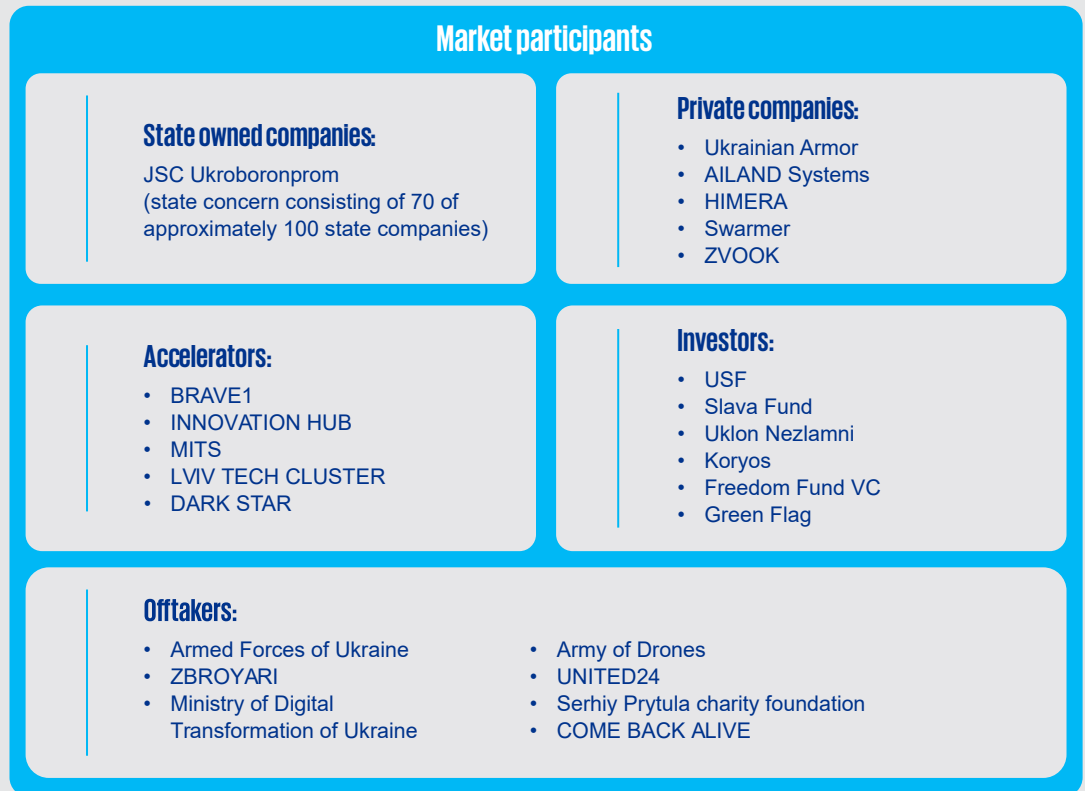 Market participants
State owned companies:
JSC Ukroboronprom
(state concern consisting of 70 of
approximately 100 state companies)
Private companies:
• Ukrainian Armor
• AILAND Systems
• HIMERA
• Swarmer
• ZVOOK
Accelerators:
• BRAVE1
• INNOVATION HUB
• MITS
• LVIV TECH CLUSTER
• DARK STAR
Investors:
• USF
• Slava Fund
• Uklon Nezlamni
• Koryos
• Freedom Fund VC
• Green Flag
Offtakers:
• Armed Forces of Ukraine
• ZBROYARI
• Ministry of Digital
Transformation of Ukraine
• Army of Drones
• UNITED24
• Serhiy Prytula charity foundation
• COME BACK ALIVE